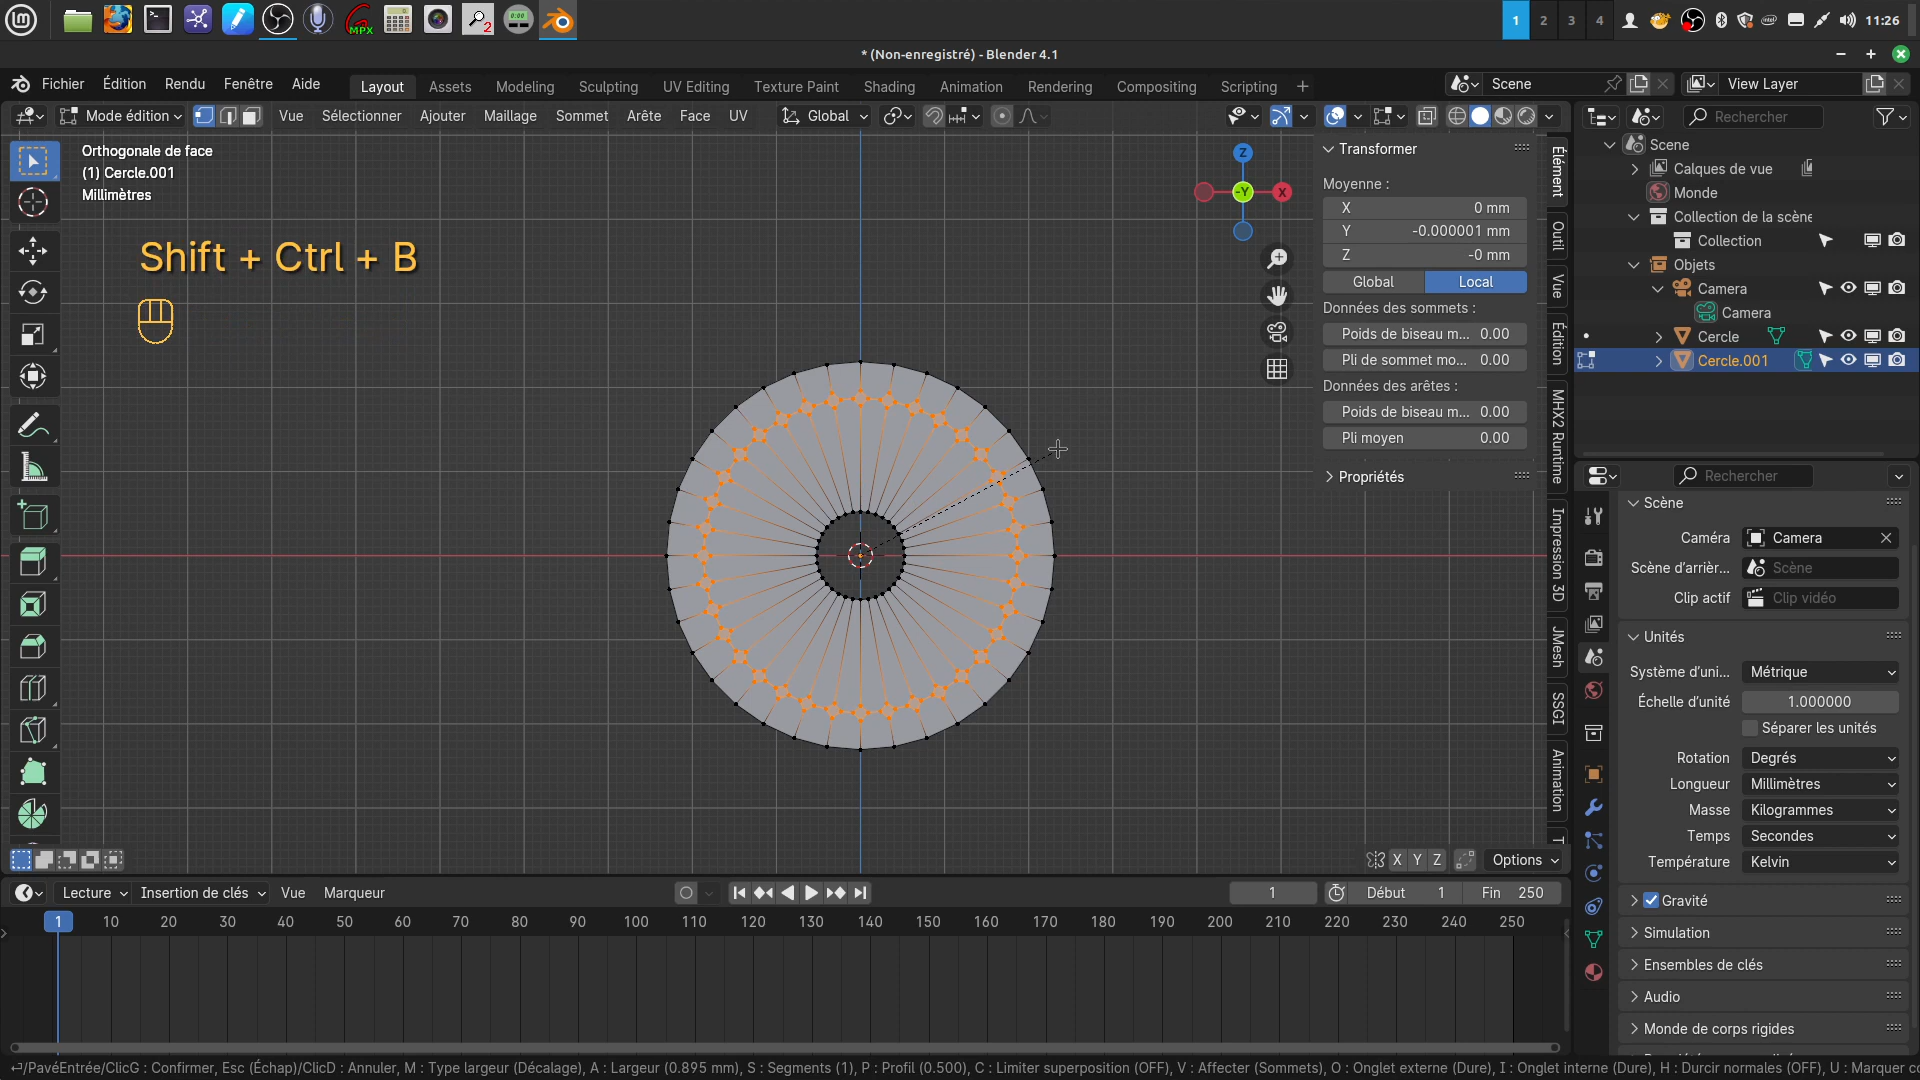 1 2 3 4 11:26
* (Non-enregistré) - Blender 4.1
Fichier Édition Rendu Fenêtre Aide Layout Assets Modeling Sculpting UV Editing Texture Paint Shading Animation Rendering Compositing Scripting + Scene View Layer
Mode édition Vue Sélectionner Ajouter Maillage Sommet Arête Face UV Global Rechercher
Orthogonale de face
(1) Cercle.001
Millimètres
Shift + Ctrl + B
Z
-Y
X
Transformer
Moyenne :
X 0 mm
Y -0.000001 mm
Z -0 mm
Global Local
Données des sommets :
Poids de biseau m... 0.00
Pli de sommet mo... 0.00
Données des arêtes :
Poids de biseau m... 0.00
Pli moyen 0.00
Propriétés
Élément
Outil
Vue
Édition
MHX2 Runtime
Impression 3D
JMesh
SSGI
Animation
Scene
Calques de vue
Monde
Collection de la scène
Collection
Objets
Camera
Camera
Cercle
Cercle.001
Rechercher
Scène
Caméra Camera
Scène d'arrièr... Scène
Clip actif Clip vidéo
Unités
Système d'uni... Métrique
Échelle d'unité 1.000000
Séparer les unités
Rotation Degrés
Longueur Millimètres
Masse Kilogrammes
Temps Secondes
Température Kelvin
Gravité
Simulation
Ensembles de clés
Audio
Monde de corps rigides
X Y Z Options
Lecture Insertion de clés Vue Marqueur 1 Début 1 Fin 250
1 10 20 30 40 50 60 70 80 90 100 110 120 130 140 150 160 170 180 190 200 210 220 230 240 250
⏎/PavéEntrée/ClicG : Confirmer, Esc (Échap)/ClicD : Annuler, M : Type largeur (Décalage), A : Largeur (0.895 mm), S : Segments (1), P : Profil (0.500), C : Limiter superposition (OFF), V : Affecter (Sommets), O : Onglet externe (Dure), I : Onglet interne (Dure), H : Durcir normales (OFF), U : Marquer co